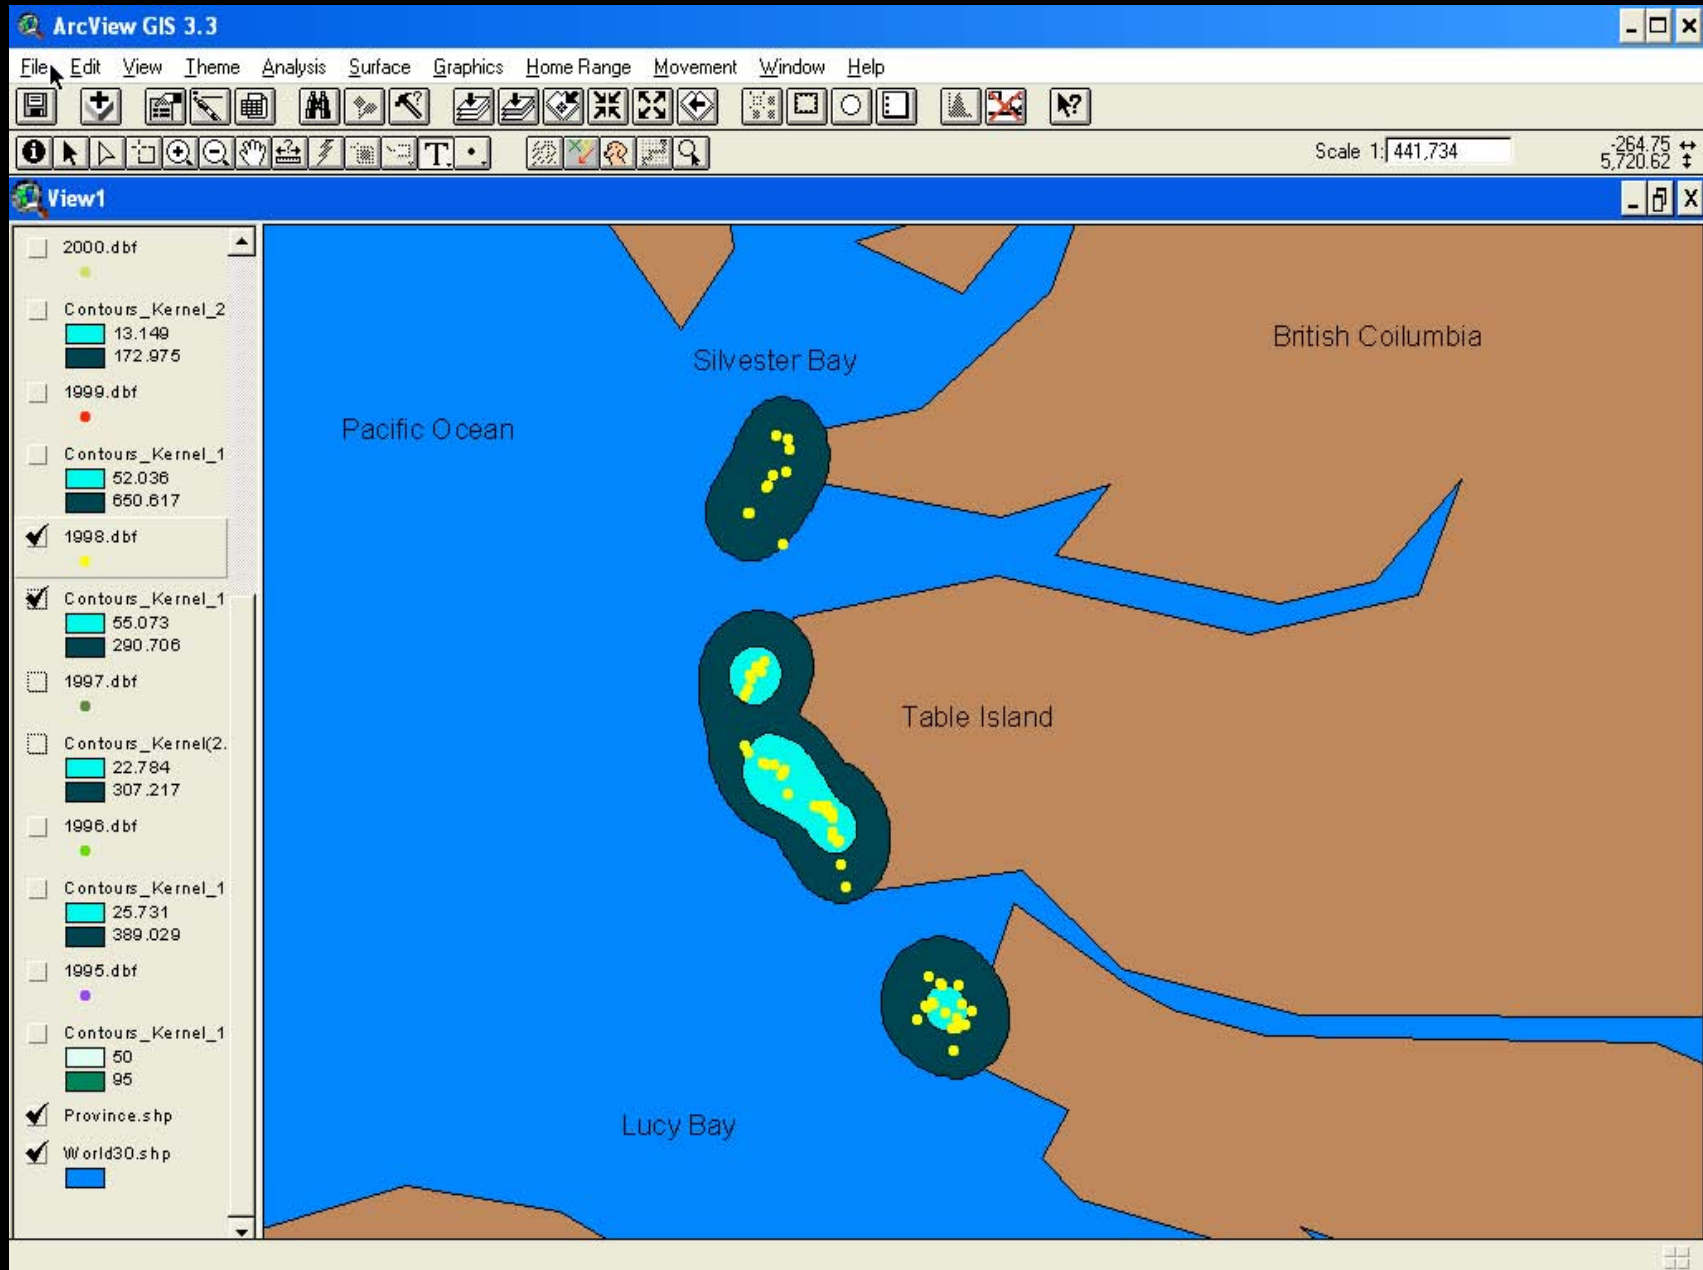 ArcView GIS 3.3
File Edit View Theme Analysis Surface Graphics Home Range Movement Window Help
Scale 1: 441,734
-264.75
5,720.62
View1
2000.dbf
Contours_Kernel_2
13.149
172.975
1999.dbf
Contours_Kernel_1
52.036
650.617
1998.dbf
Contours_Kernel_1
55.073
290.706
1997.dbf
Contours_Kernel(2.
22.784
307.217
1996.dbf
Contours_Kernel_1
25.731
389.029
1995.dbf
Contours_Kernel_1
50
95
Province.shp
World30.shp
British Coilumbia
Silvester Bay
Pacific Ocean
Table Island
Lucy Bay